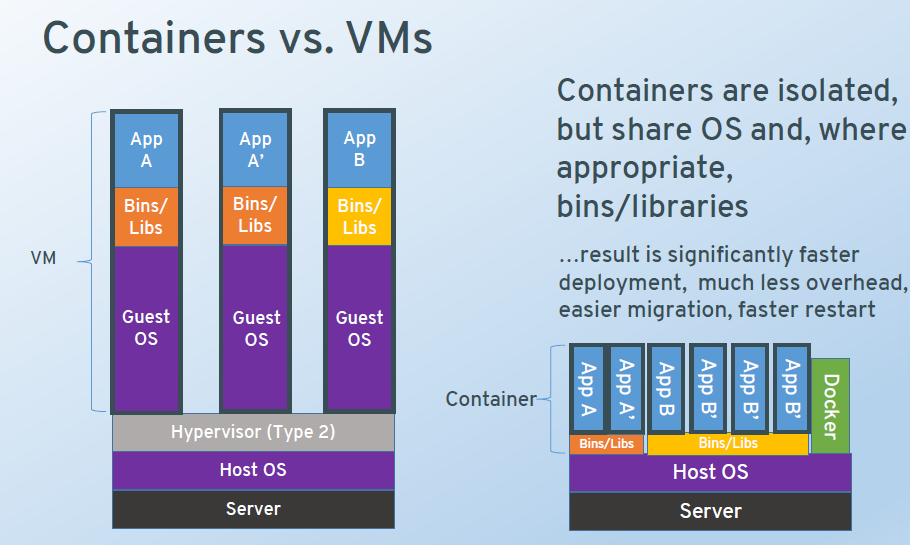 Containers vs. VMs
Containers are isolated,
but share OS and, where
appropriate,
bins/libraries
...result is significantly faster
deployment, much less overhead,
easier migration, faster restart
VM
App
A
Bins/
Libs
Guest
OS
App
A’
Bins/
Libs
Guest
OS
App
B
Bins/
Libs
Guest
OS
Hypervisor (Type 2)
Host OS
Server
Container
App A
App A’
App B
App B’
App B’
App B’
Docker
Bins/Libs
Bins/Libs
Host OS
Server